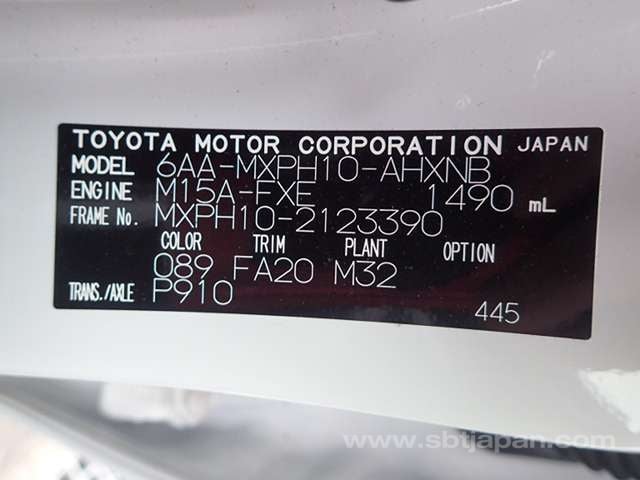 TOYOTA MOTOR CORPORATION JAPAN
MODEL 6AA-MXPH10-AHXNB
ENGINE M15A-FXE 1490 mL
FRAME No. MXPH10-2123390
COLOR TRIM PLANT OPTION
089 FA20 M32
TRANS./AXLE P910
445
www.sbtjapan.com